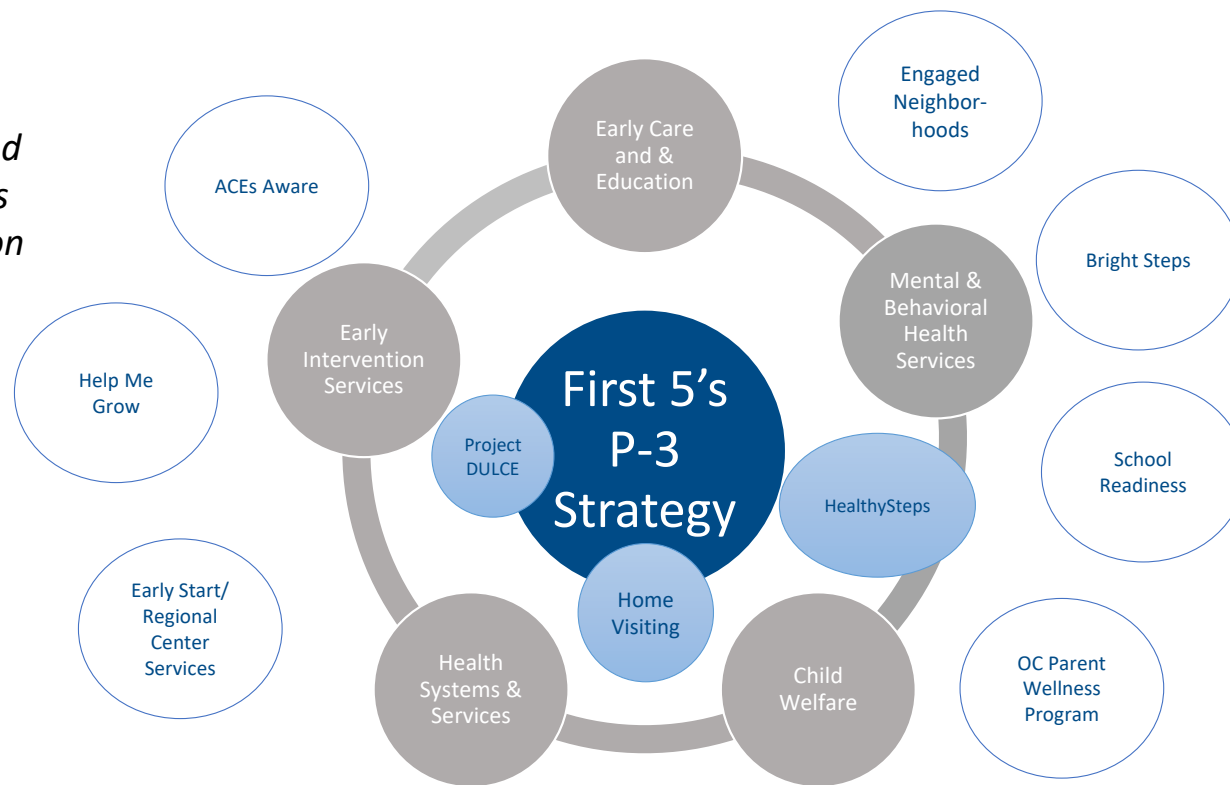 d
s
on
ACEs Aware
Help Me
Grow
Early Start/
Regional
Center
Services
Early Care
and &
Education
Early
Intervention
Services
Mental &
Behavioral
Health
Services
First 5's
P-3
Strategy
Project
DULCE
HealthySteps
Home
Visiting
Health
Systems &
Services
Child
Welfare
Engaged
Neighbor-
hoods
Bright Steps
School
Readiness
OC Parent
Wellness
Program